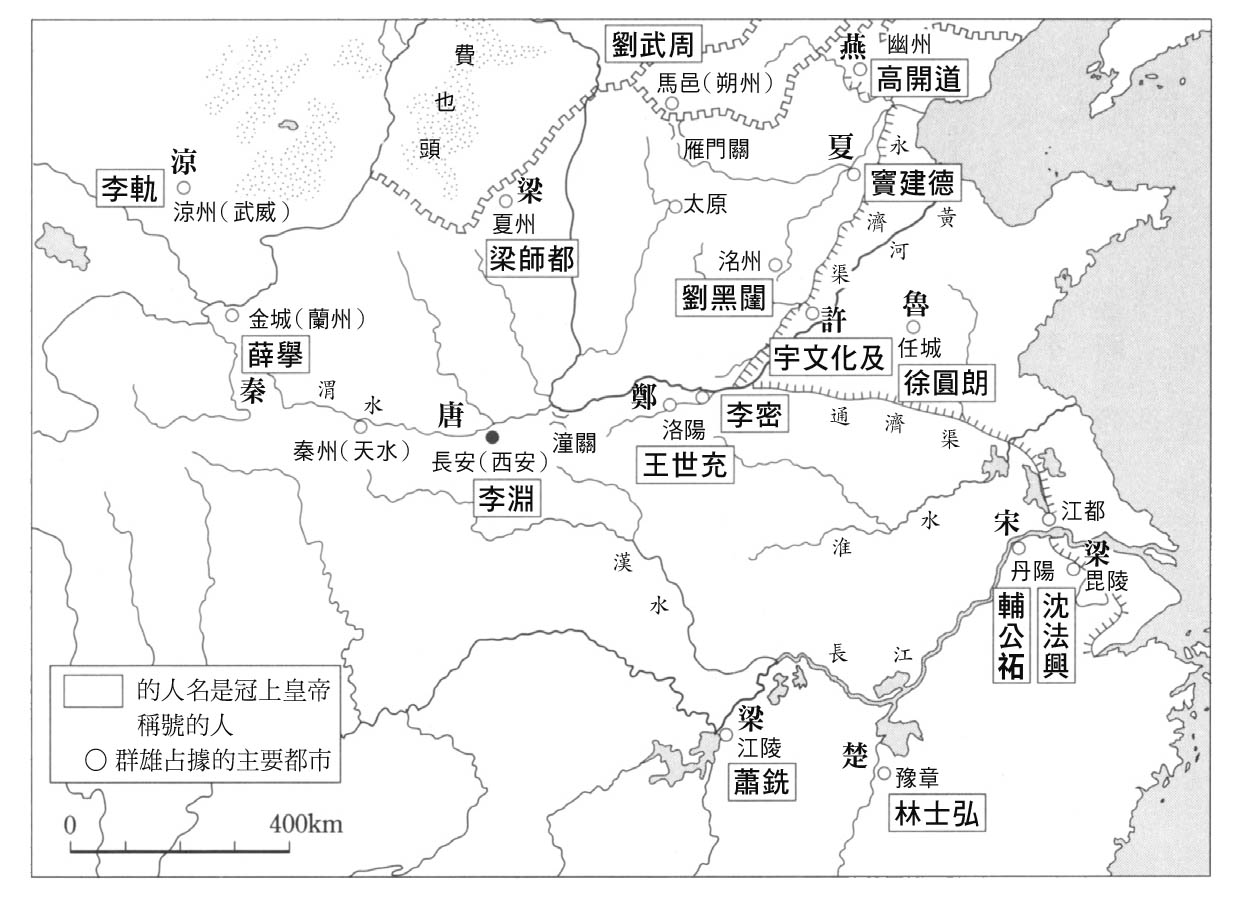 劉武周
燕
幽州
高開道
費也頭
馬邑（朔州）
雁門關
夏
竇建德
永濟渠
黃河
涼
李軌
涼州（武威）
梁
夏州
梁師都
太原
洺州
劉黑闥
金城（蘭州）
薛擧
秦
渭水
秦州（天水）
唐
長安（西安）
李淵
潼關
鄭
洛陽
王世充
李密
許
宇文化及
魯
任城
徐圓朗
通濟渠
淮水
漢水
長江
江都
宋
丹陽
輔公祏
梁
毘陵
沈法興
梁
江陵
蕭銑
楚
豫章
林士弘
的人名是冠上皇帝
稱號的人
○ 群雄占據的主要都市
0 400km